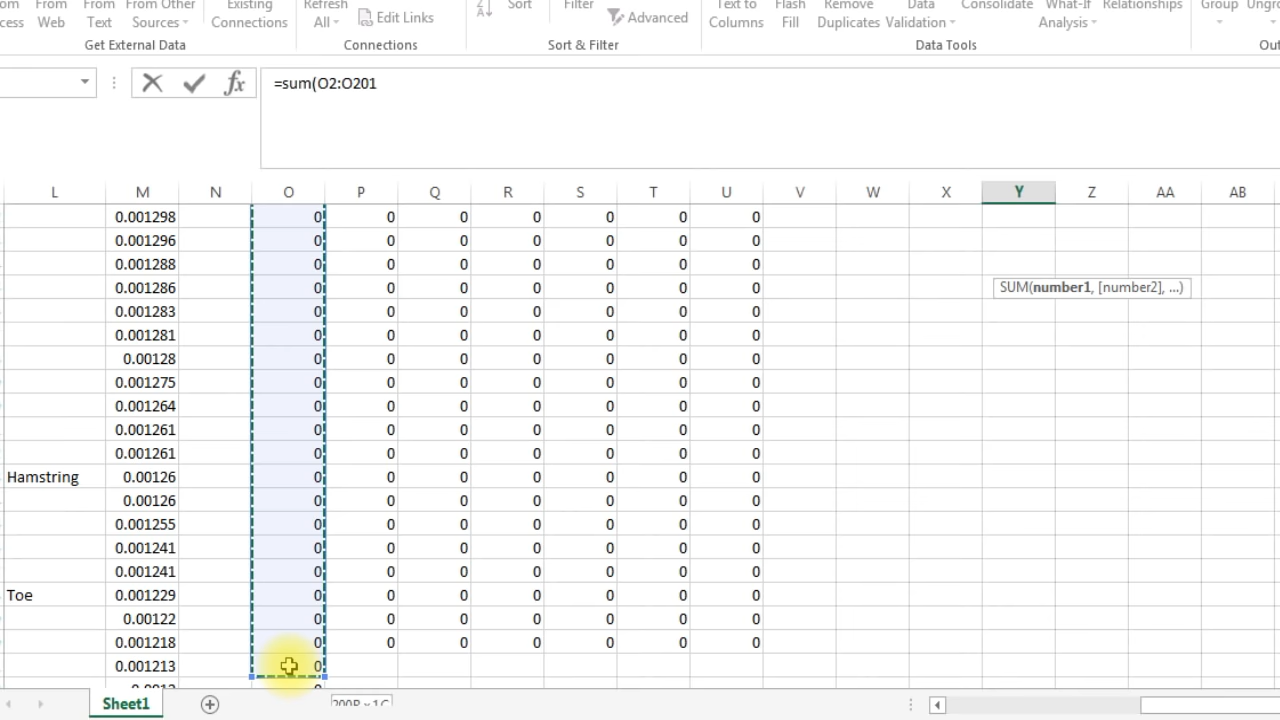 om From From From Other Existing Refresh Sort Filter Text to Flash Remove Data Consolidate What-If Relationships Group Ungro
cess Web Text Sources Connections All Edit Links Advanced Columns Fill Duplicates Validation Analysis
Get External Data Connections Sort & Filter Data Tools Out
fx =sum(O2:O201
L M N O P Q R S T U V W X Y Z AA AB
0.001298 0 0 0 0 0 0 0
0.001296 0 0 0 0 0 0 0
0.001288 0 0 0 0 0 0 0
0.001286 0 0 0 0 0 0 0 SUM(number1, [number2], ...)
0.001283 0 0 0 0 0 0 0
0.001281 0 0 0 0 0 0 0
0.00128 0 0 0 0 0 0 0
0.001275 0 0 0 0 0 0 0
0.001264 0 0 0 0 0 0 0
0.001261 0 0 0 0 0 0 0
0.001261 0 0 0 0 0 0 0
Hamstring 0.00126 0 0 0 0 0 0 0
0.00126 0 0 0 0 0 0 0
0.001255 0 0 0 0 0 0 0
0.001241 0 0 0 0 0 0 0
0.001241 0 0 0 0 0 0 0
Toe 0.001229 0 0 0 0 0 0 0
0.00122 0 0 0 0 0 0 0
0.001218 0 0 0 0 0 0 0
0.001213 0
Sheet1